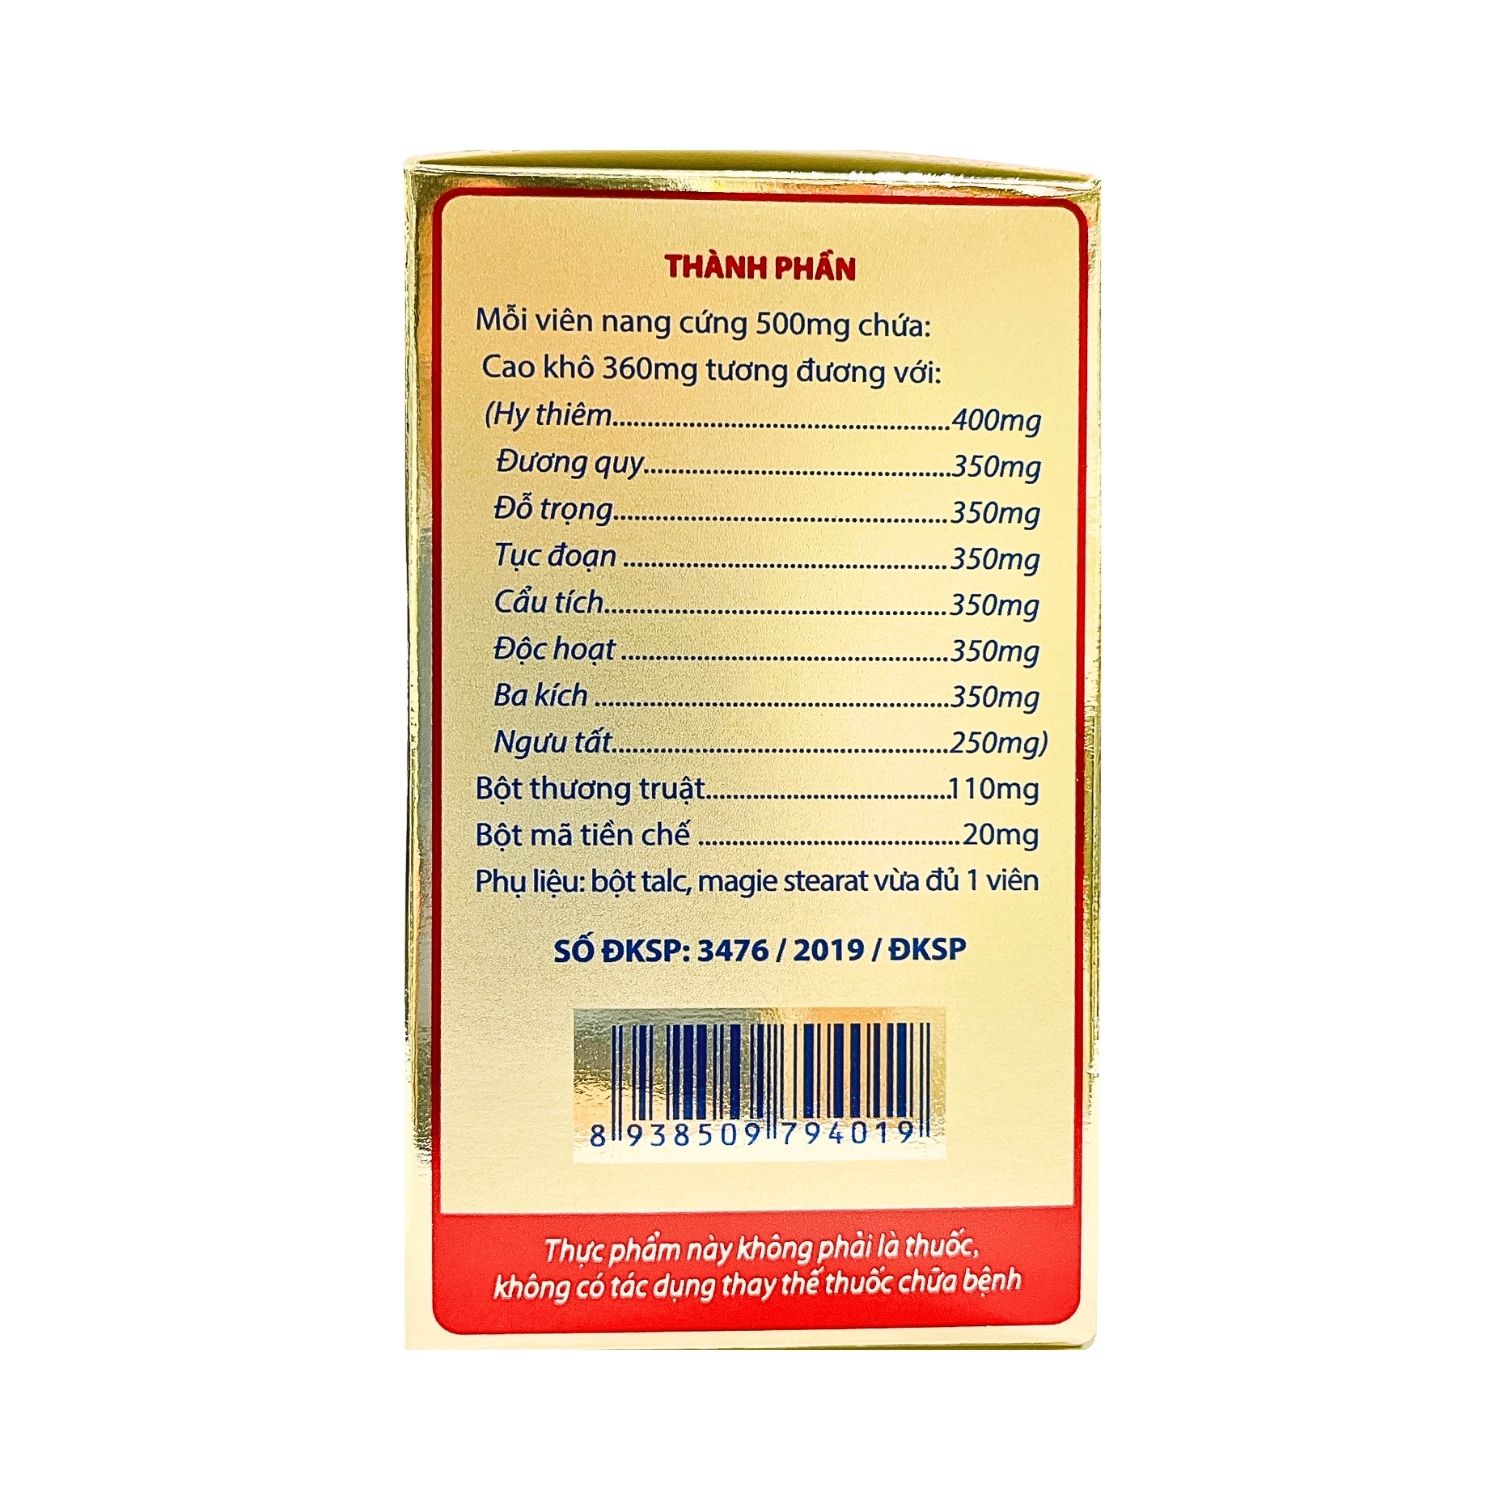 THÀNH PHẦN
Mỗi viên nang cứng 500mg chứa:
Cao khô 360mg tương đương với:
(Hy thiêm..........................................400mg
Đương quy..........................................350mg
Đỗ trọng..........................................350mg
Tục đoạn ..........................................350mg
Cẩu tích..........................................350mg
Độc hoạt ..........................................350mg
Ba kích ..........................................350mg
Ngưu tất..........................................250mg)
Bột thương truật................................110mg
Bột mã tiền chế ..................................20mg
Phụ liệu: bột talc, magie stearat vừa đủ 1 viên
SỐ ĐKSP: 3476 / 2019 / ĐKSP
8 938509 794019
Thực phẩm này không phải là thuốc,
không có tác dụng thay thế thuốc chữa bệnh